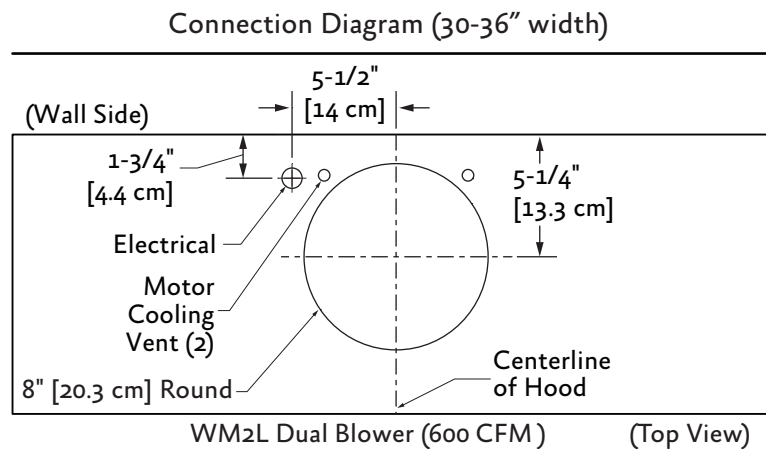 Connection Diagram (30-36" width)
5-1/2"
[14 cm]
(Wall Side)
1-3/4"
[4.4 cm]
5-1/4"
[13.3 cm]
Electrical
Motor
Cooling
Vent (2)
8" [20.3 cm] Round
Centerline
of Hood
WM2L Dual Blower (600 CFM )
(Top View)